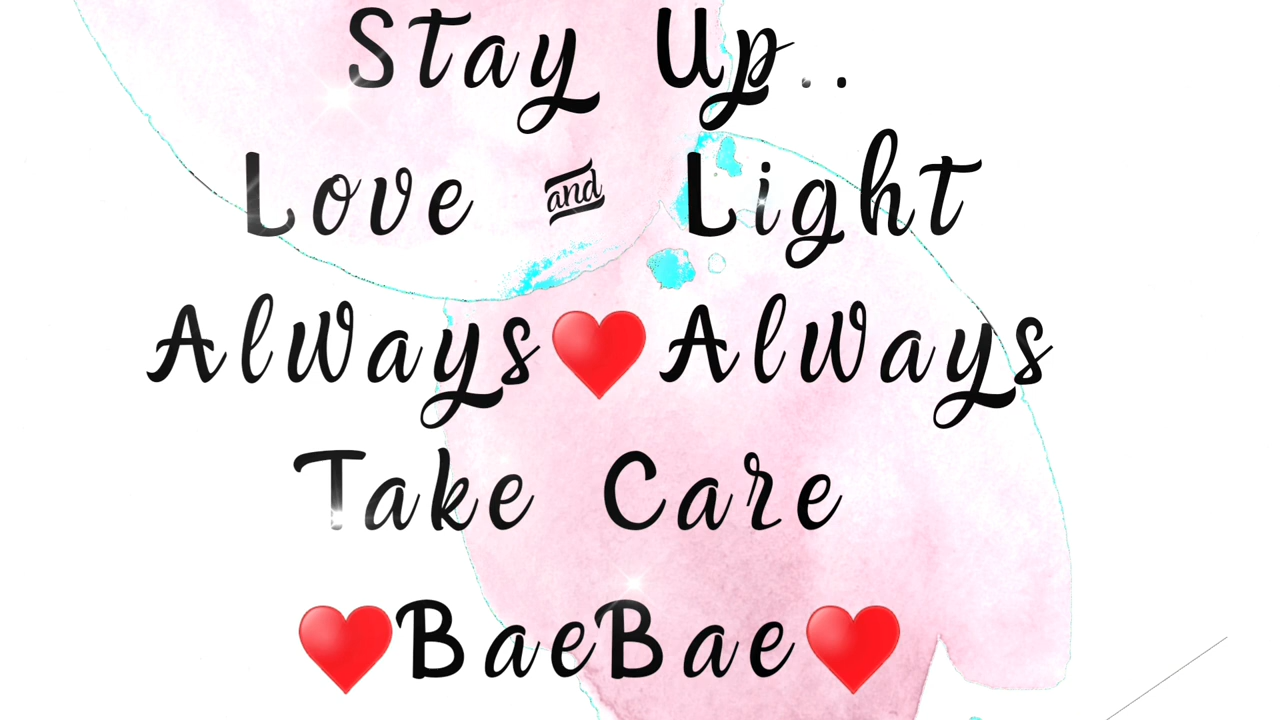 Stay Up..
Love and Light
Always♥Always
Take Care
♥BaeBae♥